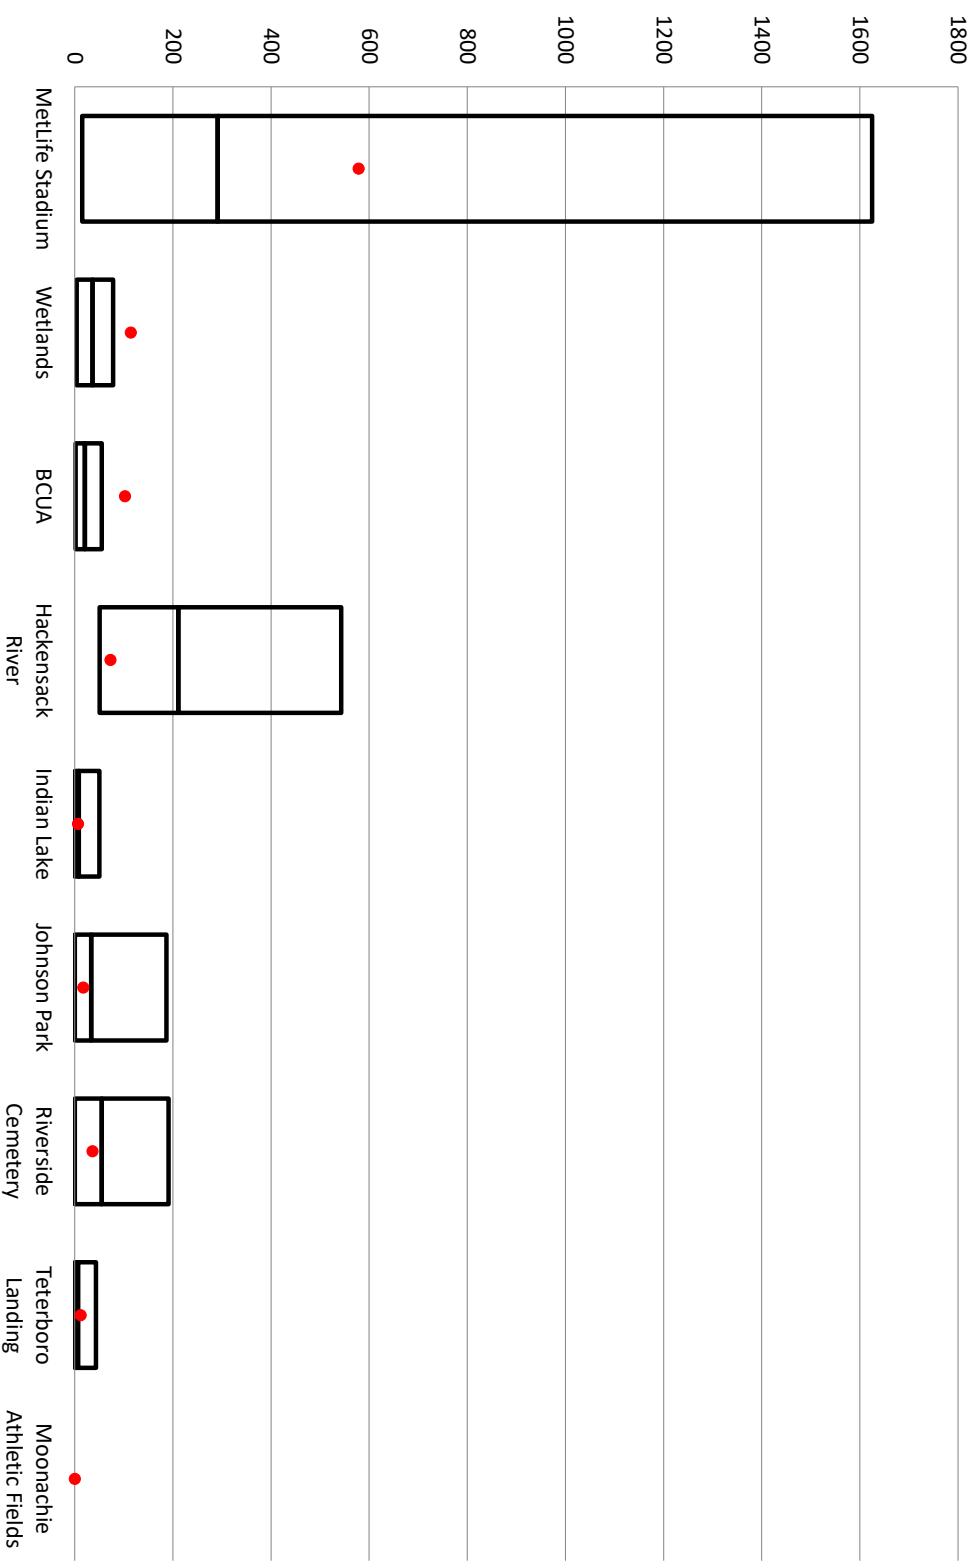 1800
1600
1400
1200
1000
800
600
400
200
0
MetLife Stadium
Wetlands
BCUA
Hackensack
River
Indian Lake
Johnson Park
Riverside
Cemetery
Teterboro
Landing
Moonachie
Athletic Fields